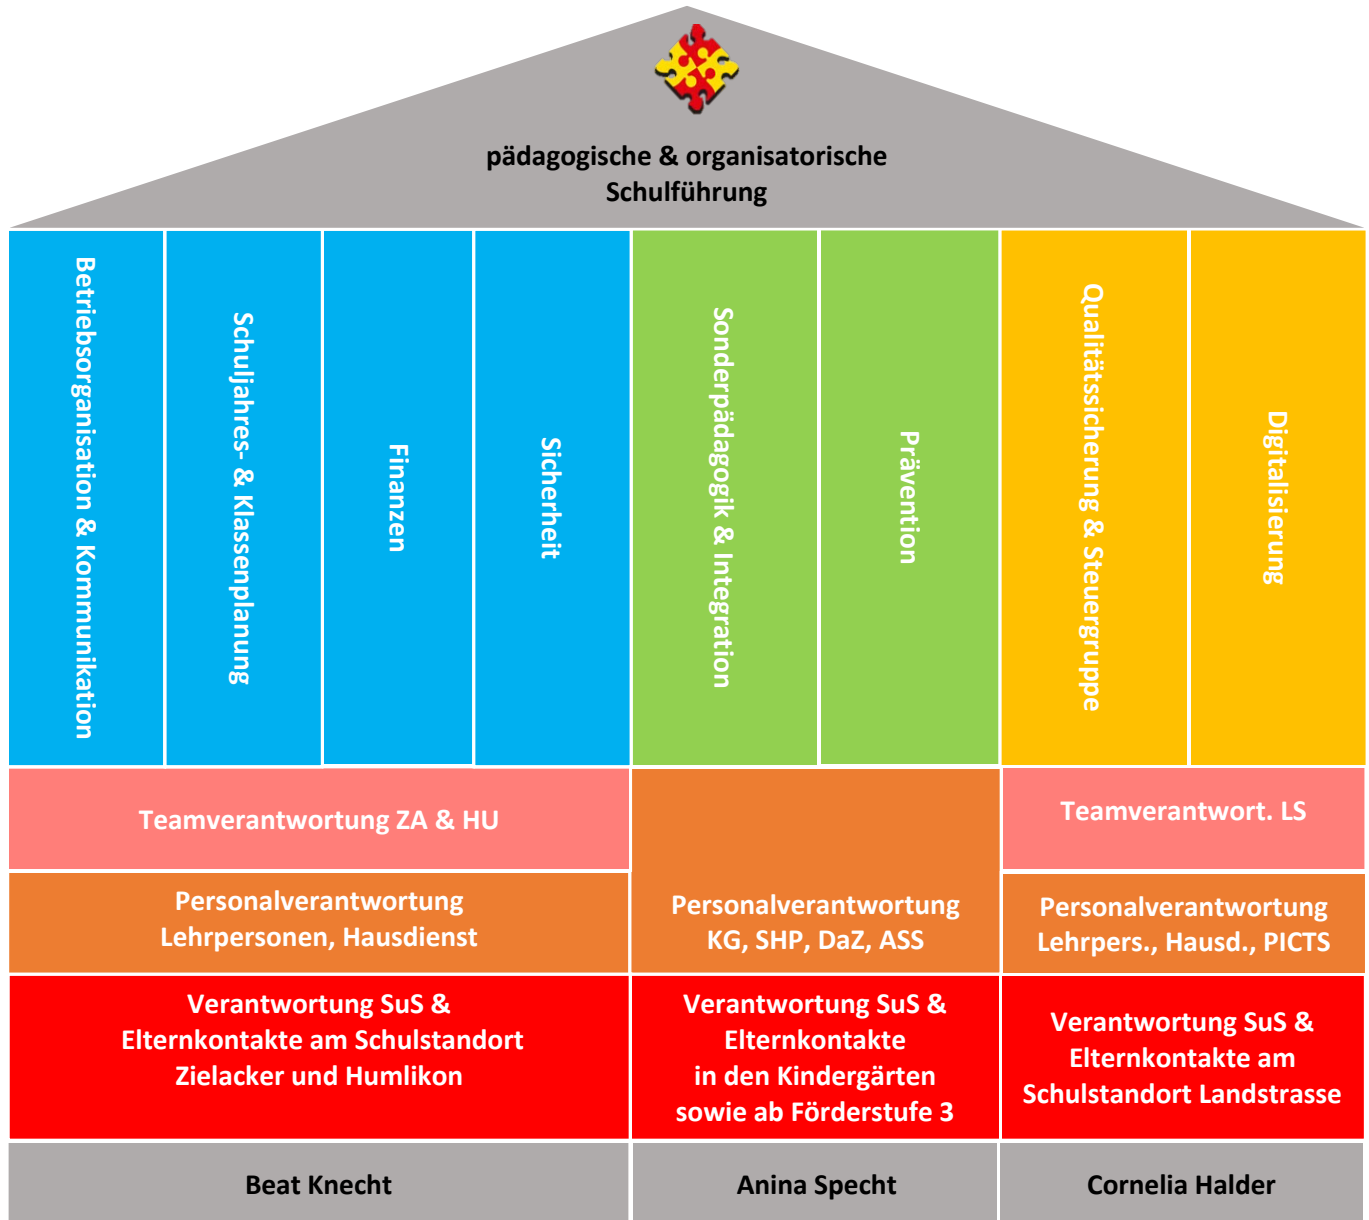 pädagogische & organisatorische
Schulführung
Betriebsorganisation & Kommunikation
Schuljahres- & Klassenplanung
Finanzen
Sicherheit
Sonderpädagogik & Integration
Prävention
Qualitätssicherung & Steuergruppe
Digitalisierung
Teamverantwortung ZA & HU
Teamverantwort. LS
Personalverantwortung
Lehrpersonen, Hausdienst
Personalverantwortung
KG, SHP, DaZ, ASS
Personalverantwortung
Lehrpers., Hausd., PICTS
Verantwortung SuS &
Elternkontakte am Schulstandort
Zielacker und Humlikon
Verantwortung SuS &
Elternkontakte
in den Kindergärten
sowie ab Förderstufe 3
Verantwortung SuS &
Elternkontakte am
Schulstandort Landstrasse
Beat Knecht
Anina Specht
Cornelia Halder